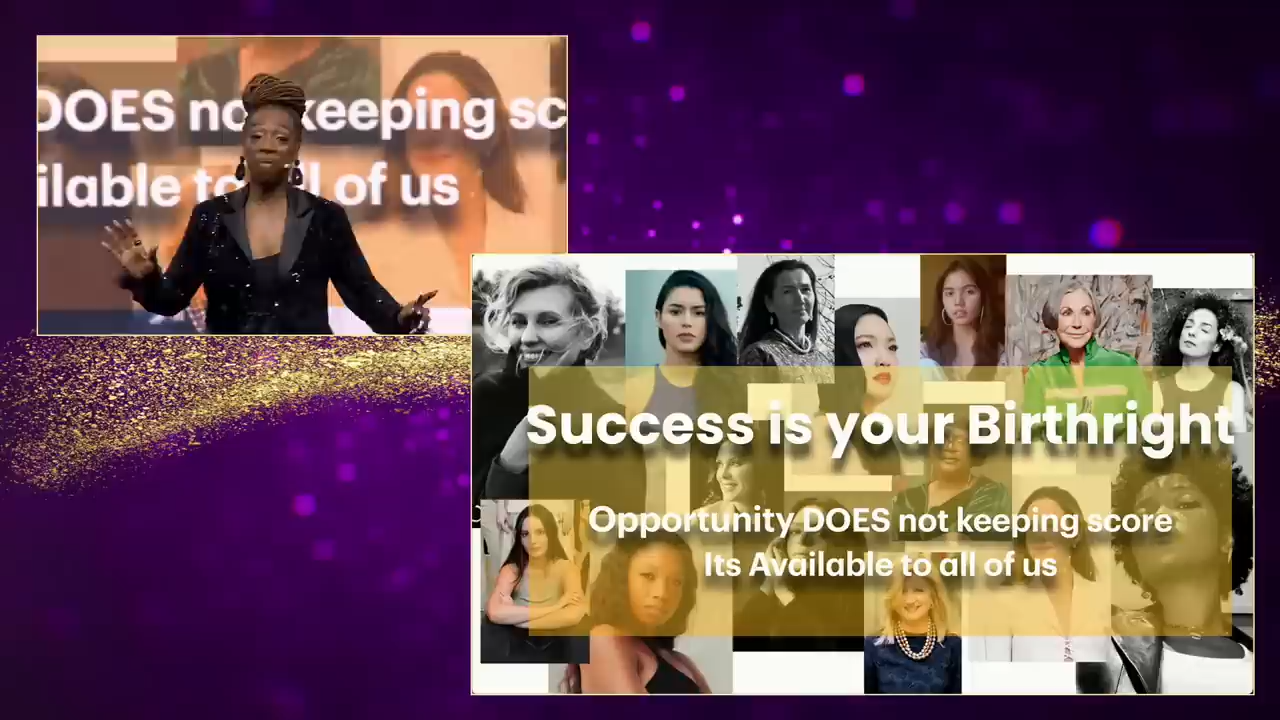 DOES no keeping sc
ilable to all of us
Success is your Birthright
Opportunity DOES not keeping score
Its Available to all of us